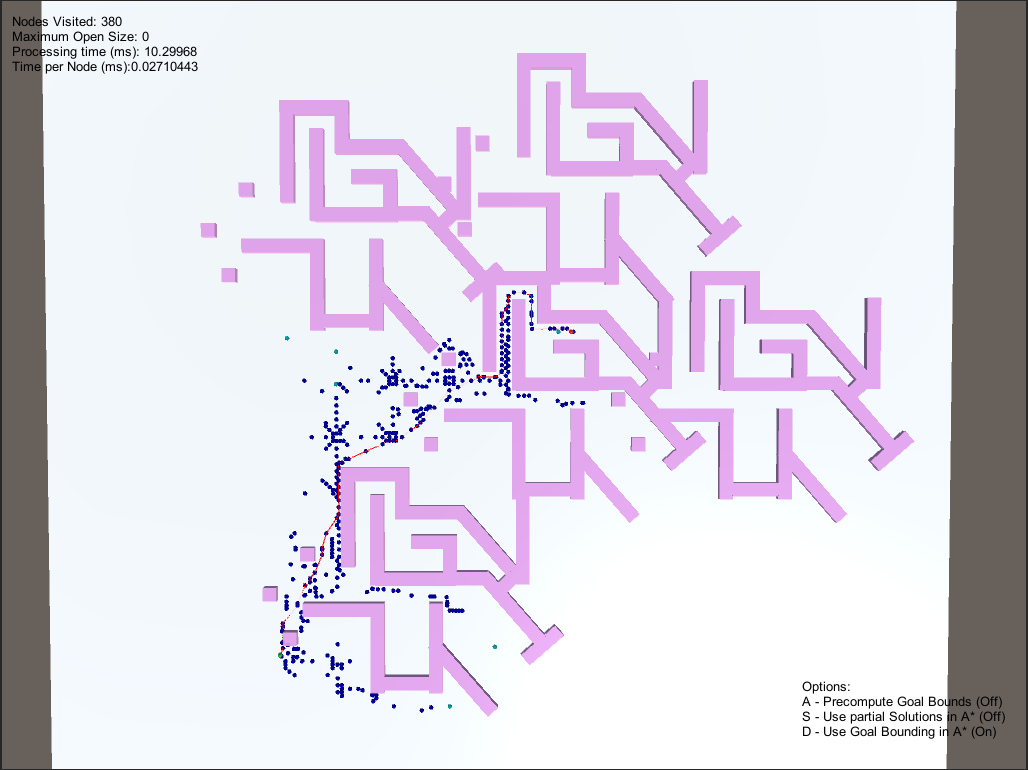 Nodes Visited: 380
Maximum Open Size: 0
Processing time (ms): 10.29968
Time per Node (ms):0.02710443
Options:
A - Precompute Goal Bounds (Off)
S - Use partial Solutions in A* (Off)
D - Use Goal Bounding in A* (On)